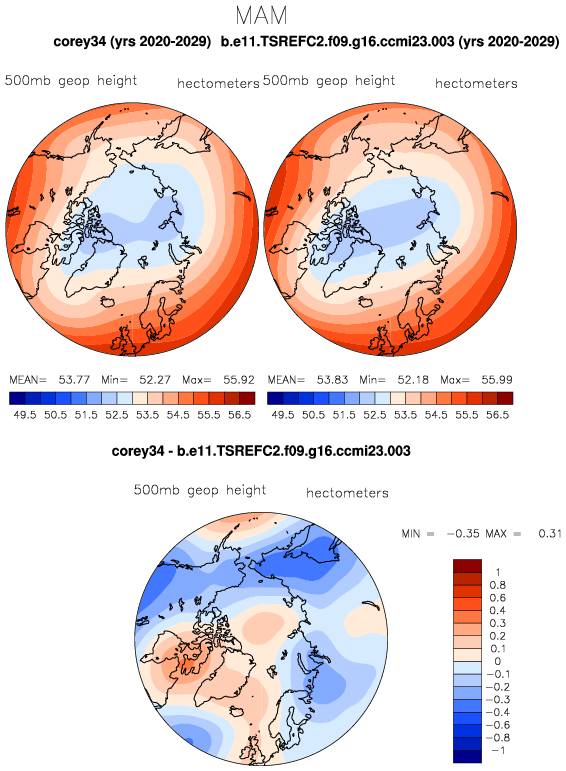 MAM
corey34 (yrs 2020-2029) b.e11.TSREFC2.f09.g16.ccmi23.003 (yrs 2020-2029)
500mb geop height hectometers 500mb geop height hectometers
MEAN= 53.77 Min= 52.27 Max= 55.92 MEAN= 53.83 Min= 52.18 Max= 55.99
49.5 50.5 51.5 52.5 53.5 54.5 55.5 56.5 49.5 50.5 51.5 52.5 53.5 54.5 55.5 56.5
corey34 - b.e11.TSREFC2.f09.g16.ccmi23.003
500mb geop height hectometers
MIN = -0.35 MAX = 0.31
1
0.8
0.6
0.4
0.3
0.2
0.1
0
-0.1
-0.2
-0.3
-0.4
-0.6
-0.8
-1